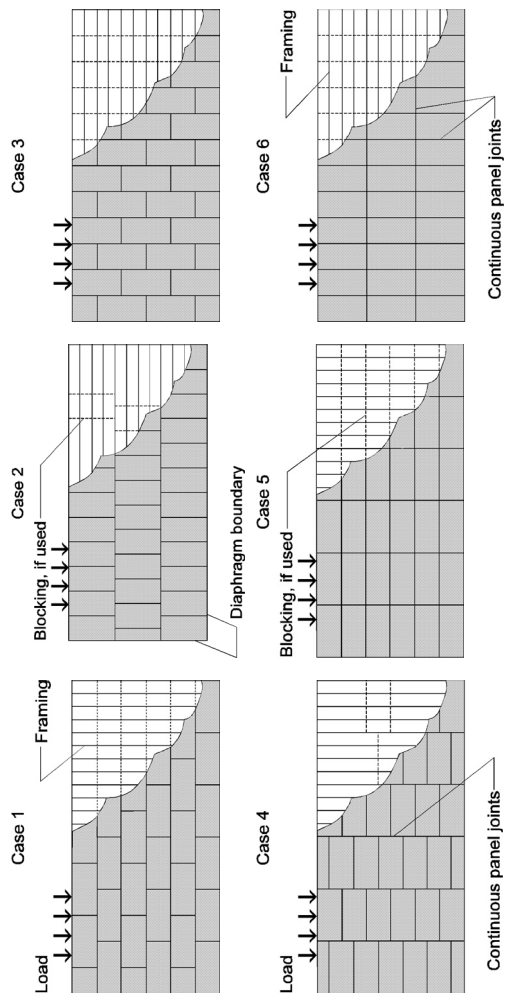 Case 1
Load
Framing
Case 2
Blocking, if used
Diaphragm boundary
Case 3
Case 4
Load
Continuous panel joints
Case 5
Blocking, if used
Case 6
Framing
Continuous panel joints